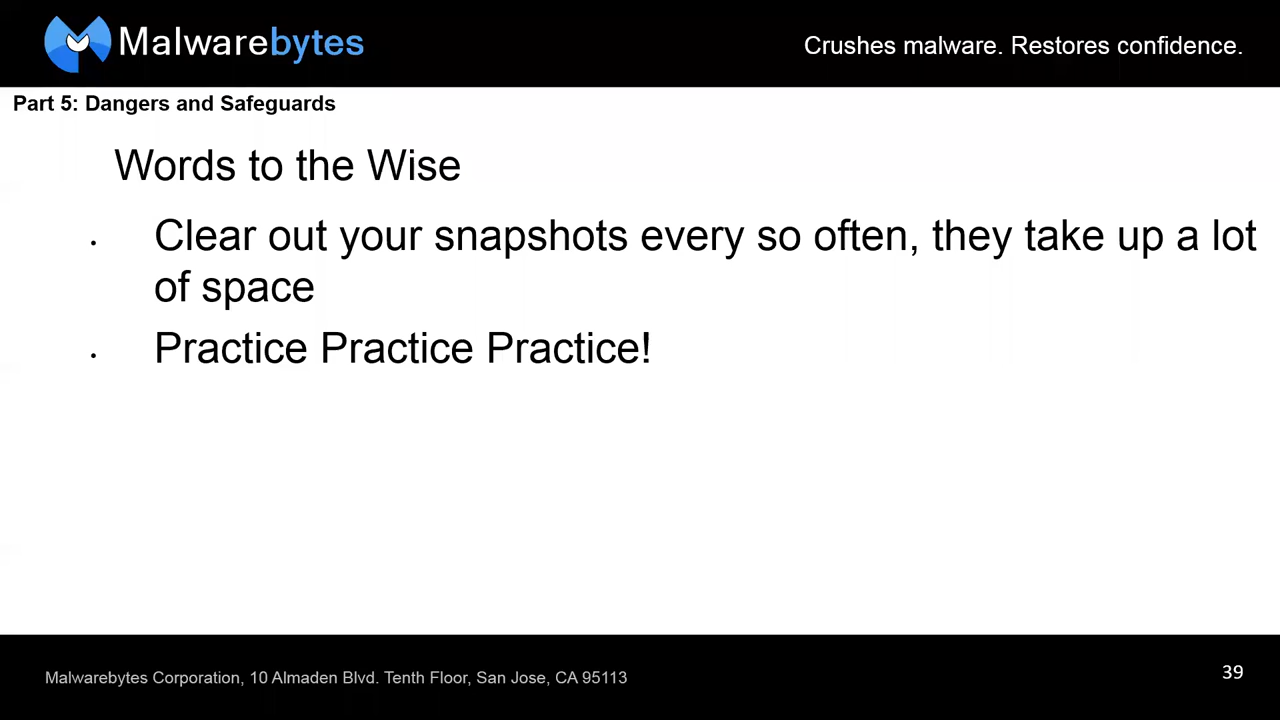 Malwarebytes
Crushes malware. Restores confidence.
Part 5: Dangers and Safeguards
Words to the Wise
• Clear out your snapshots every so often, they take up a lot
of space
• Practice Practice Practice!
Malwarebytes Corporation, 10 Almaden Blvd. Tenth Floor, San Jose, CA 95113
39